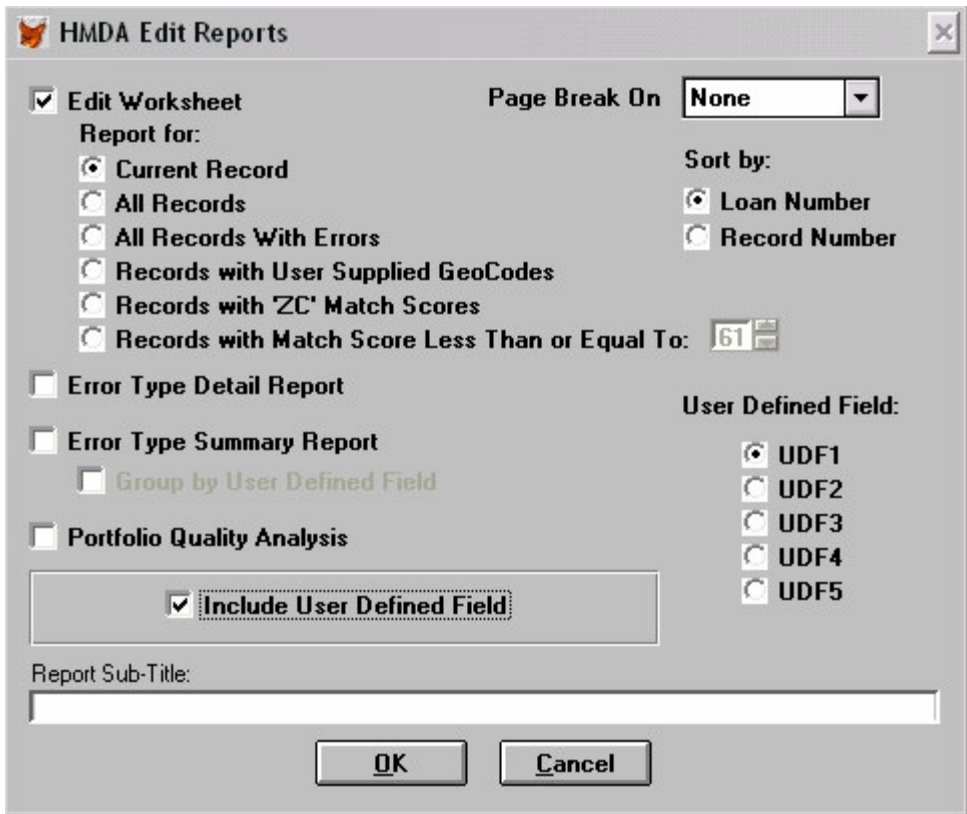 HMDA Edit Reports
Edit Worksheet
Page Break On None
Report for:
Current Record
All Records
All Records With Errors
Records with User Supplied GeoCodes
Records with 'ZC' Match Scores
Records with Match Score Less Than or Equal To: 61
Sort by:
Loan Number
Record Number
Error Type Detail Report
Error Type Summary Report
Group by User Defined Field
Portfolio Quality Analysis
Include User Defined Field
User Defined Field:
UDF1
UDF2
UDF3
UDF4
UDF5
Report Sub-Title:
OK Cancel